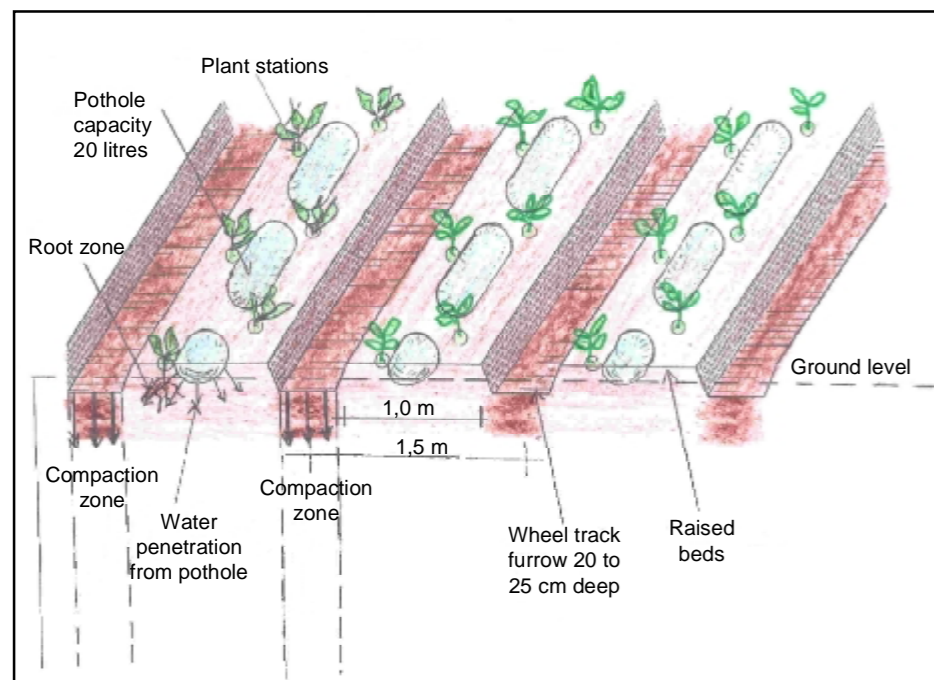 Plant stations
Pothole
capacity
20 litres
Root zone
Ground level
1,0 m
1,5 m
Compaction
zone
Compaction
zone
Water
penetration
from pothole
Wheel track
furrow 20 to
25 cm deep
Raised
beds